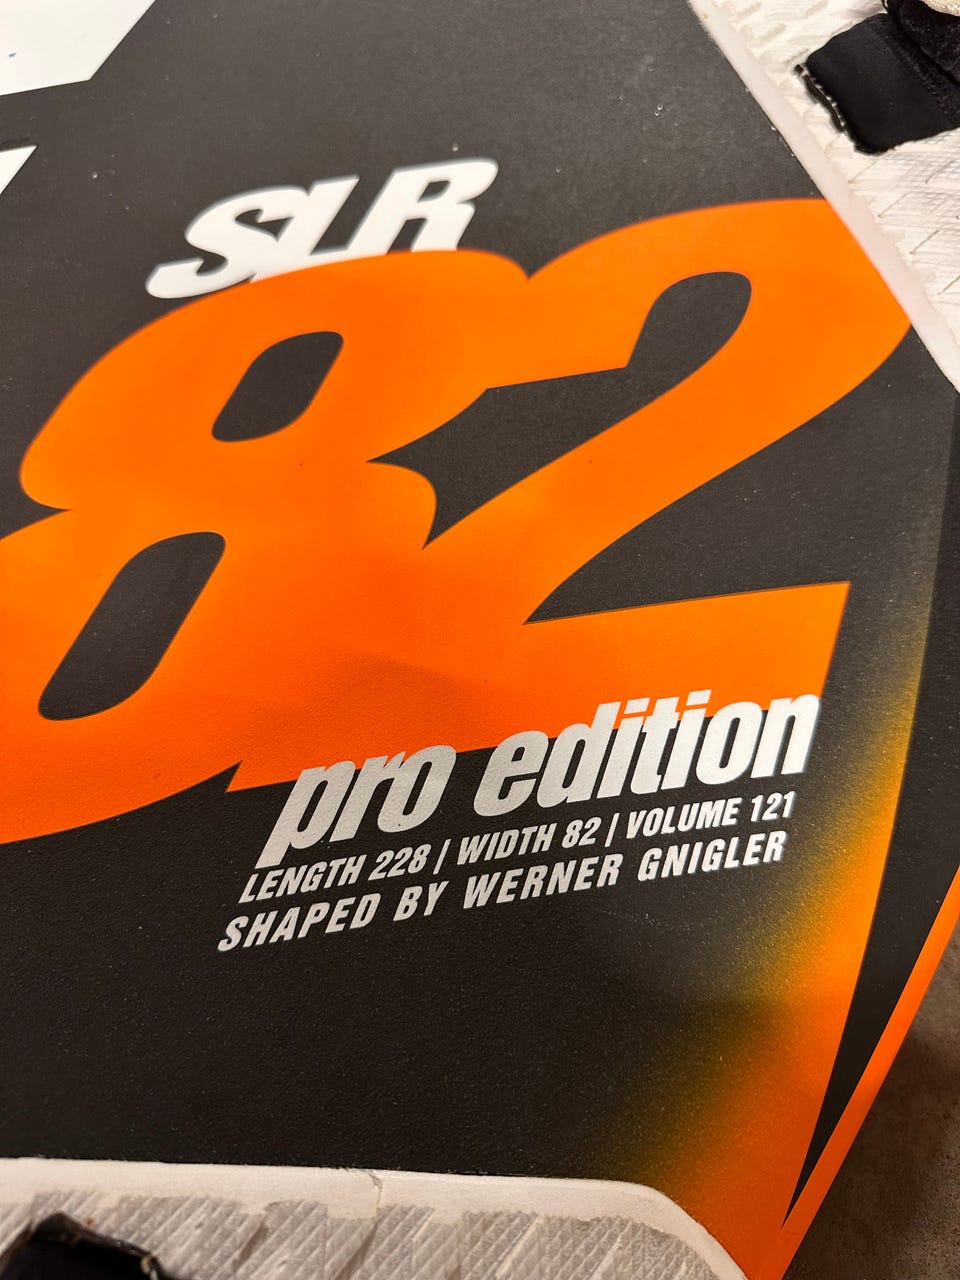 SLR
82
pro edition
LENGTH 228 | WIDTH 82 | VOLUME 121
SHAPED BY WERNER GNIGLER